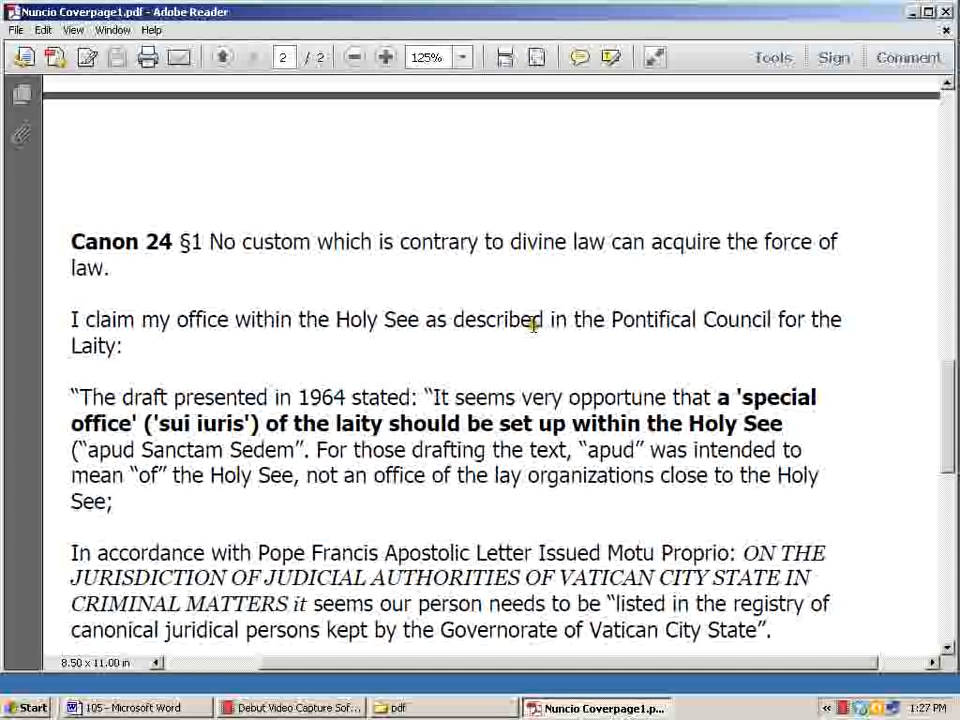 Nuncio Coverpage1.pdf - Adobe Reader
File Edit View Window Help
2 / 2 125% Tools Sign Comment
Canon 24 §1 No custom which is contrary to divine law can acquire the force of
law.
I claim my office within the Holy See as described in the Pontifical Council for the
Laity:
“The draft presented in 1964 stated: “It seems very opportune that a 'special
office' ('sui iuris') of the laity should be set up within the Holy See
(“apud Sanctam Sedem”. For those drafting the text, “apud” was intended to
mean “of” the Holy See, not an office of the lay organizations close to the Holy
See;
In accordance with Pope Francis Apostolic Letter Issued Motu Proprio: ON THE
JURISDICTION OF JUDICIAL AUTHORITIES OF VATICAN CITY STATE IN
CRIMINAL MATTERS it seems our person needs to be “listed in the registry of
canonical juridical persons kept by the Governorate of Vatican City State”.
8.50 x 11.00 in
Start 105 - Microsoft Word Debut Video Capture Sof... pdf Nuncio Coverpage1.p... « 1:27 PM